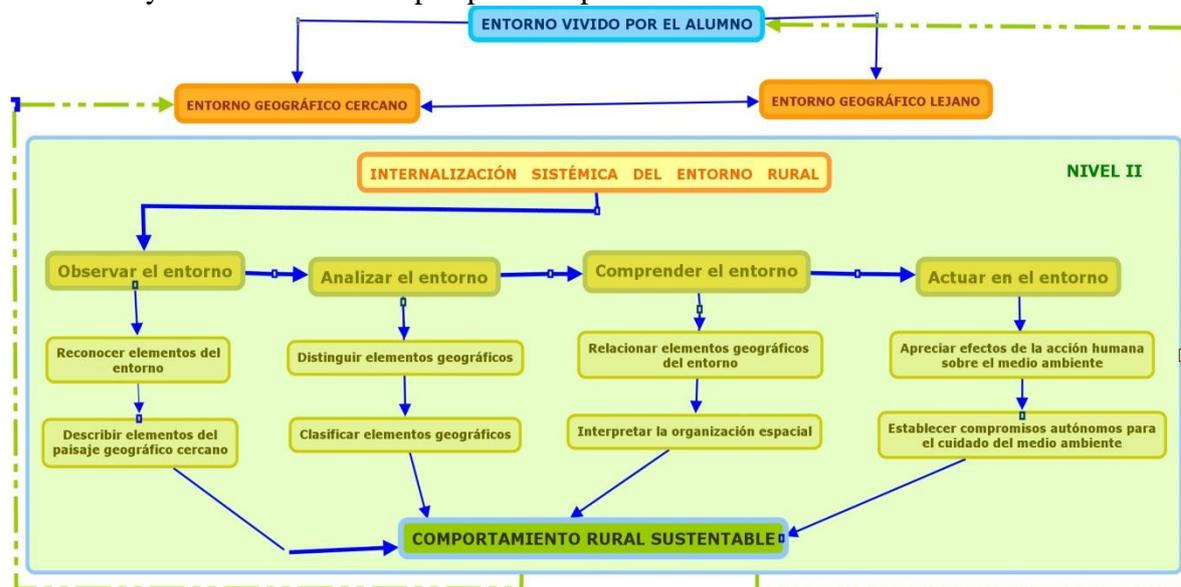 ENTORNO VIVIDO POR EL ALUMNO
ENTORNO GEOGRÁFICO CERCANO
ENTORNO GEOGRÁFICO LEJANO
INTERNALIZACIÓN SISTÉMICA DEL ENTORNO RURAL
NIVEL II
Observar el entorno
Analizar el entorno
Comprender el entorno
Actuar en el entorno
Reconocer elementos del
entorno
Distinguir elementos geográficos
Relacionar elementos geográficos
del entorno
Apreciar efectos de la acción humana
sobre el medio ambiente
Describir elementos del
paisaje geográfico cercano
Clasificar elementos geográficos
Interpretar la organización espacial
Establecer compromisos autónomos para
el cuidado del medio ambiente
COMPORTAMIENTO RURAL SUSTENTABLE